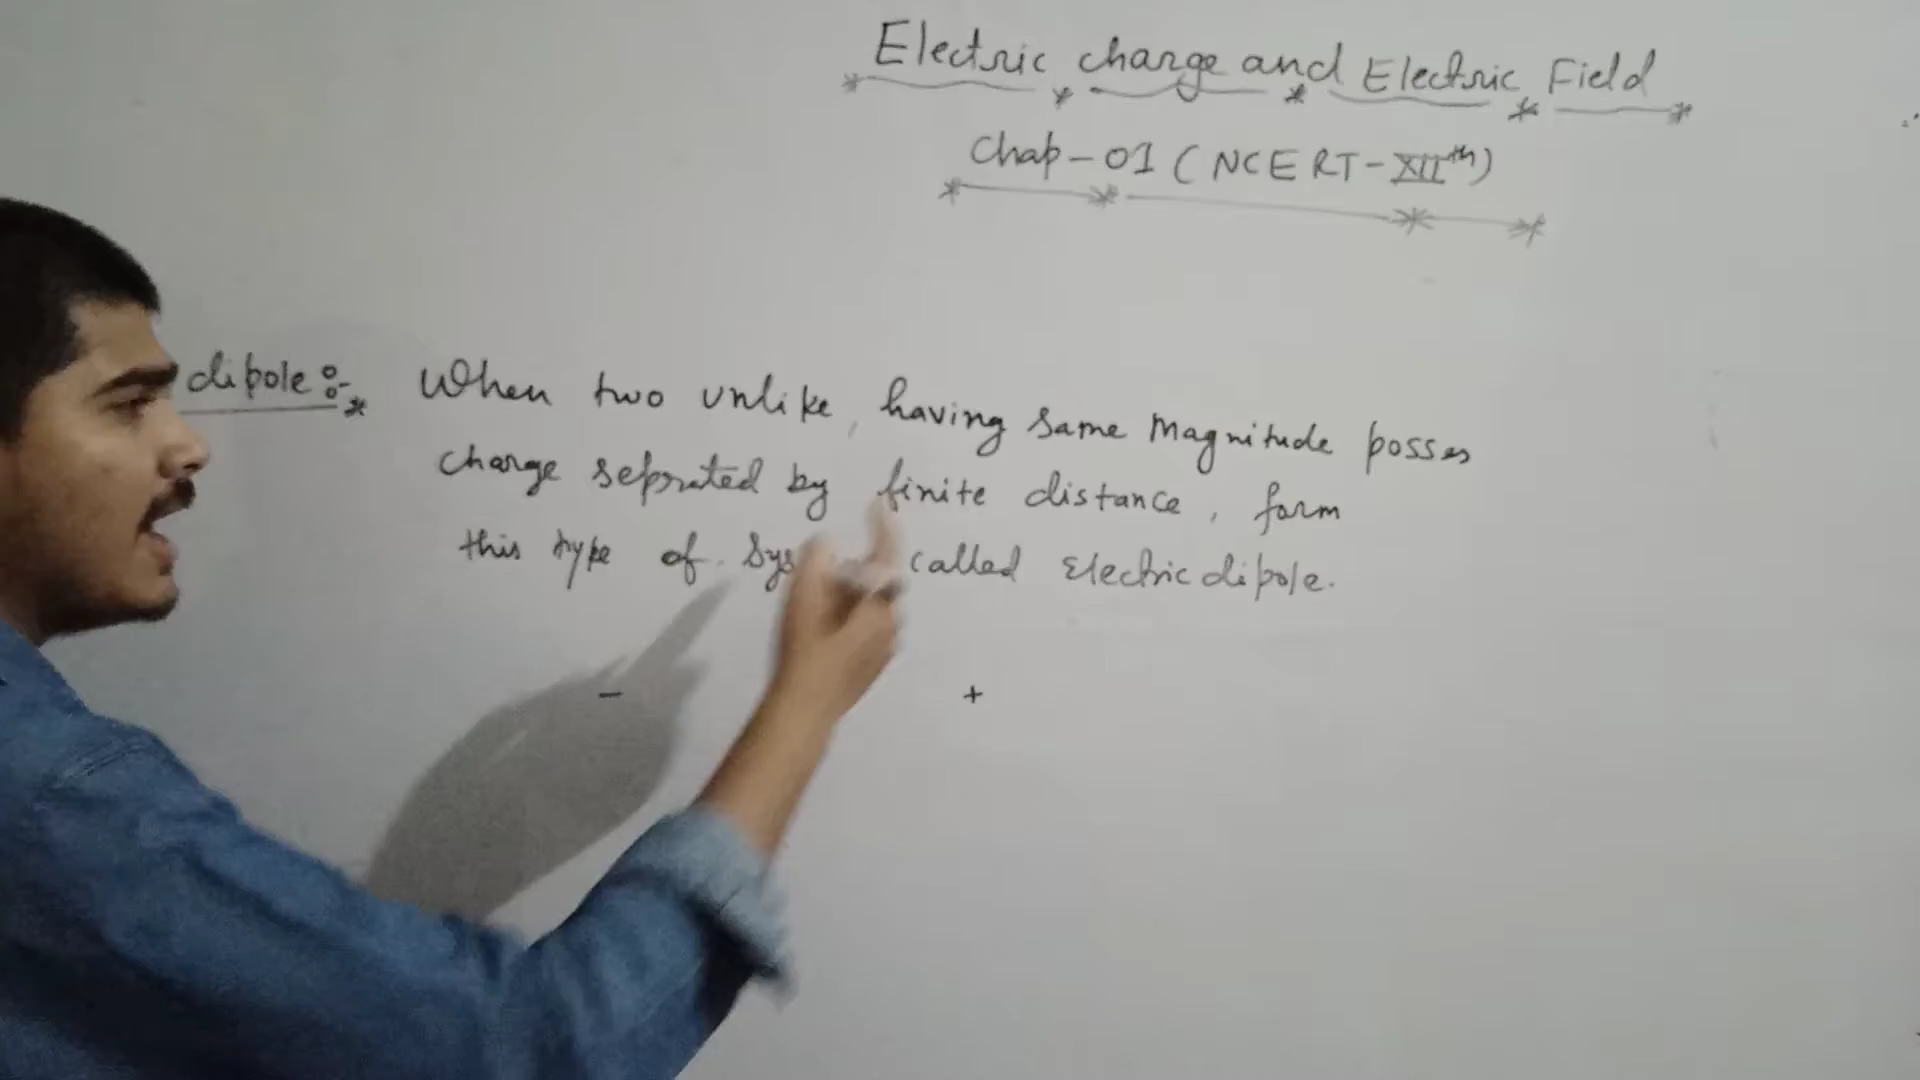 Electric charge and Electric Field
Chap-01 (NCERT-XIIth)
dipole :- When two unlike, having same Magnitude posses
charge seprated by finite distance, form
this type of called Electric dipole.
- +